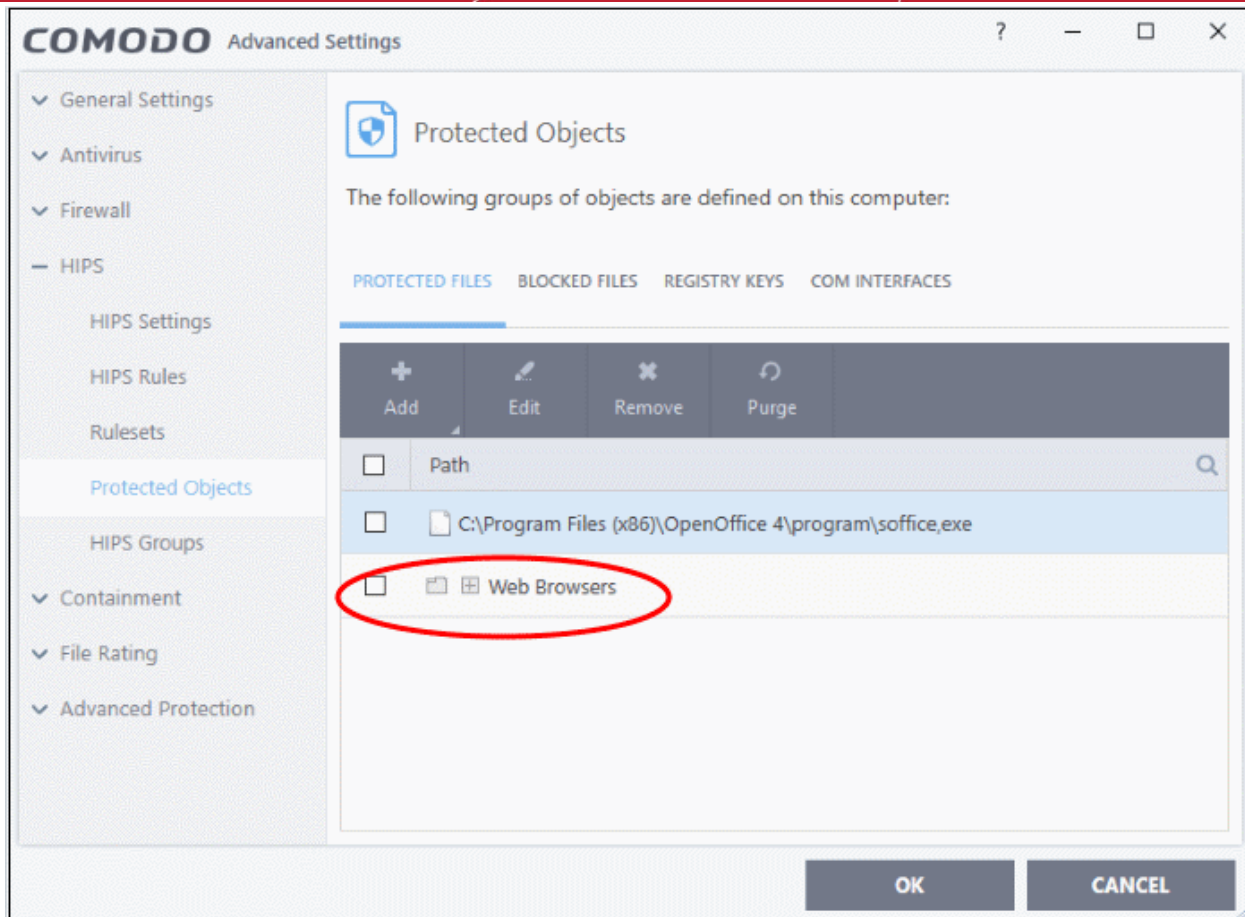 COMODO Advanced Settings ?
General Settings
Antivirus
Firewall
HIPS
HIPS Settings
HIPS Rules
Rulesets
Protected Objects
HIPS Groups
Containment
File Rating
Advanced Protection
Protected Objects
The following groups of objects are defined on this computer:
PROTECTED FILES BLOCKED FILES REGISTRY KEYS COM INTERFACES
Add Edit Remove Purge
Path
C:\Program Files (x86)\OpenOffice 4\program\soffice,exe
Web Browsers
OK CANCEL